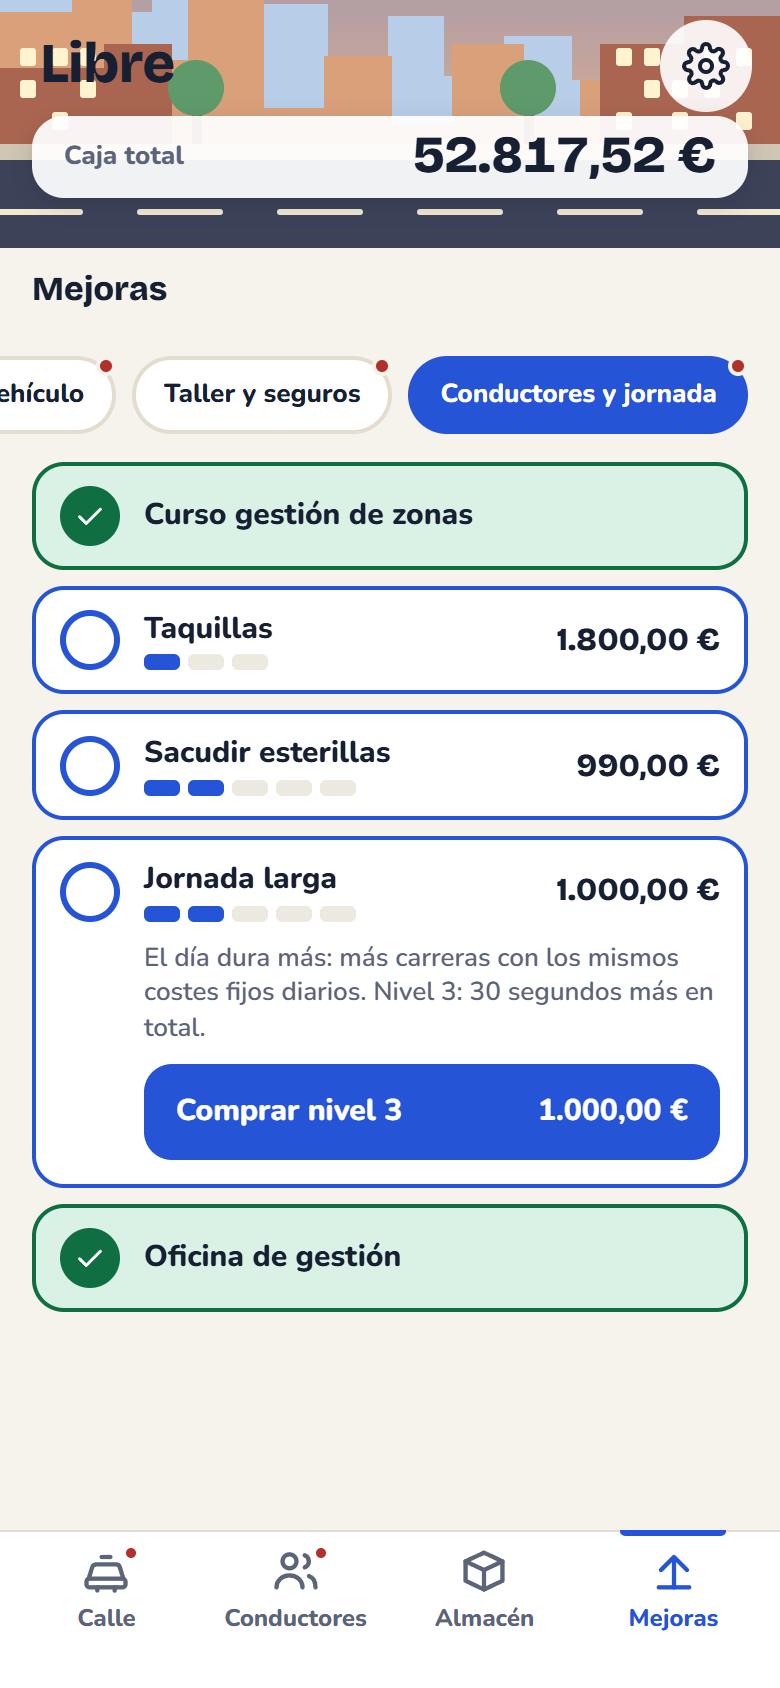 Libre
Caja total 52.817,52 €
Mejoras
ehículo Taller y seguros Conductores y jornada
Curso gestión de zonas
Taquillas 1.800,00 €
Sacudir esterillas 990,00 €
Jornada larga 1.000,00 €
El día dura más: más carreras con los mismos
costes fijos diarios. Nivel 3: 30 segundos más en
total.
Comprar nivel 3 1.000,00 €
Oficina de gestión
Calle Conductores Almacén Mejoras